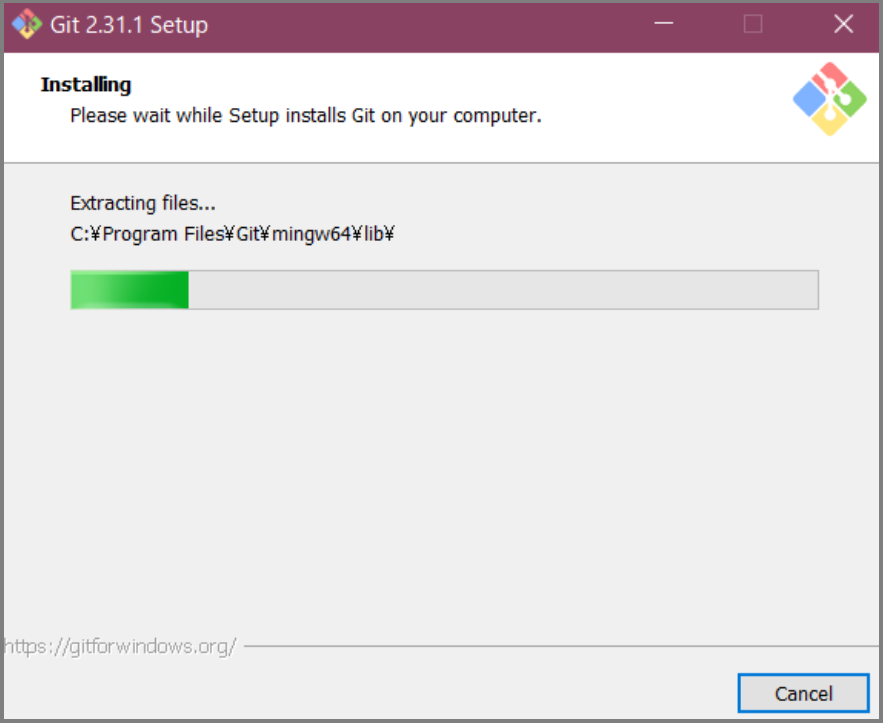 Git 2.31.1 Setup
Installing
Please wait while Setup installs Git on your computer.
Extracting files...
C:¥Program Files¥Git¥mingw64¥lib¥
https://gitforwindows.org/
Cancel